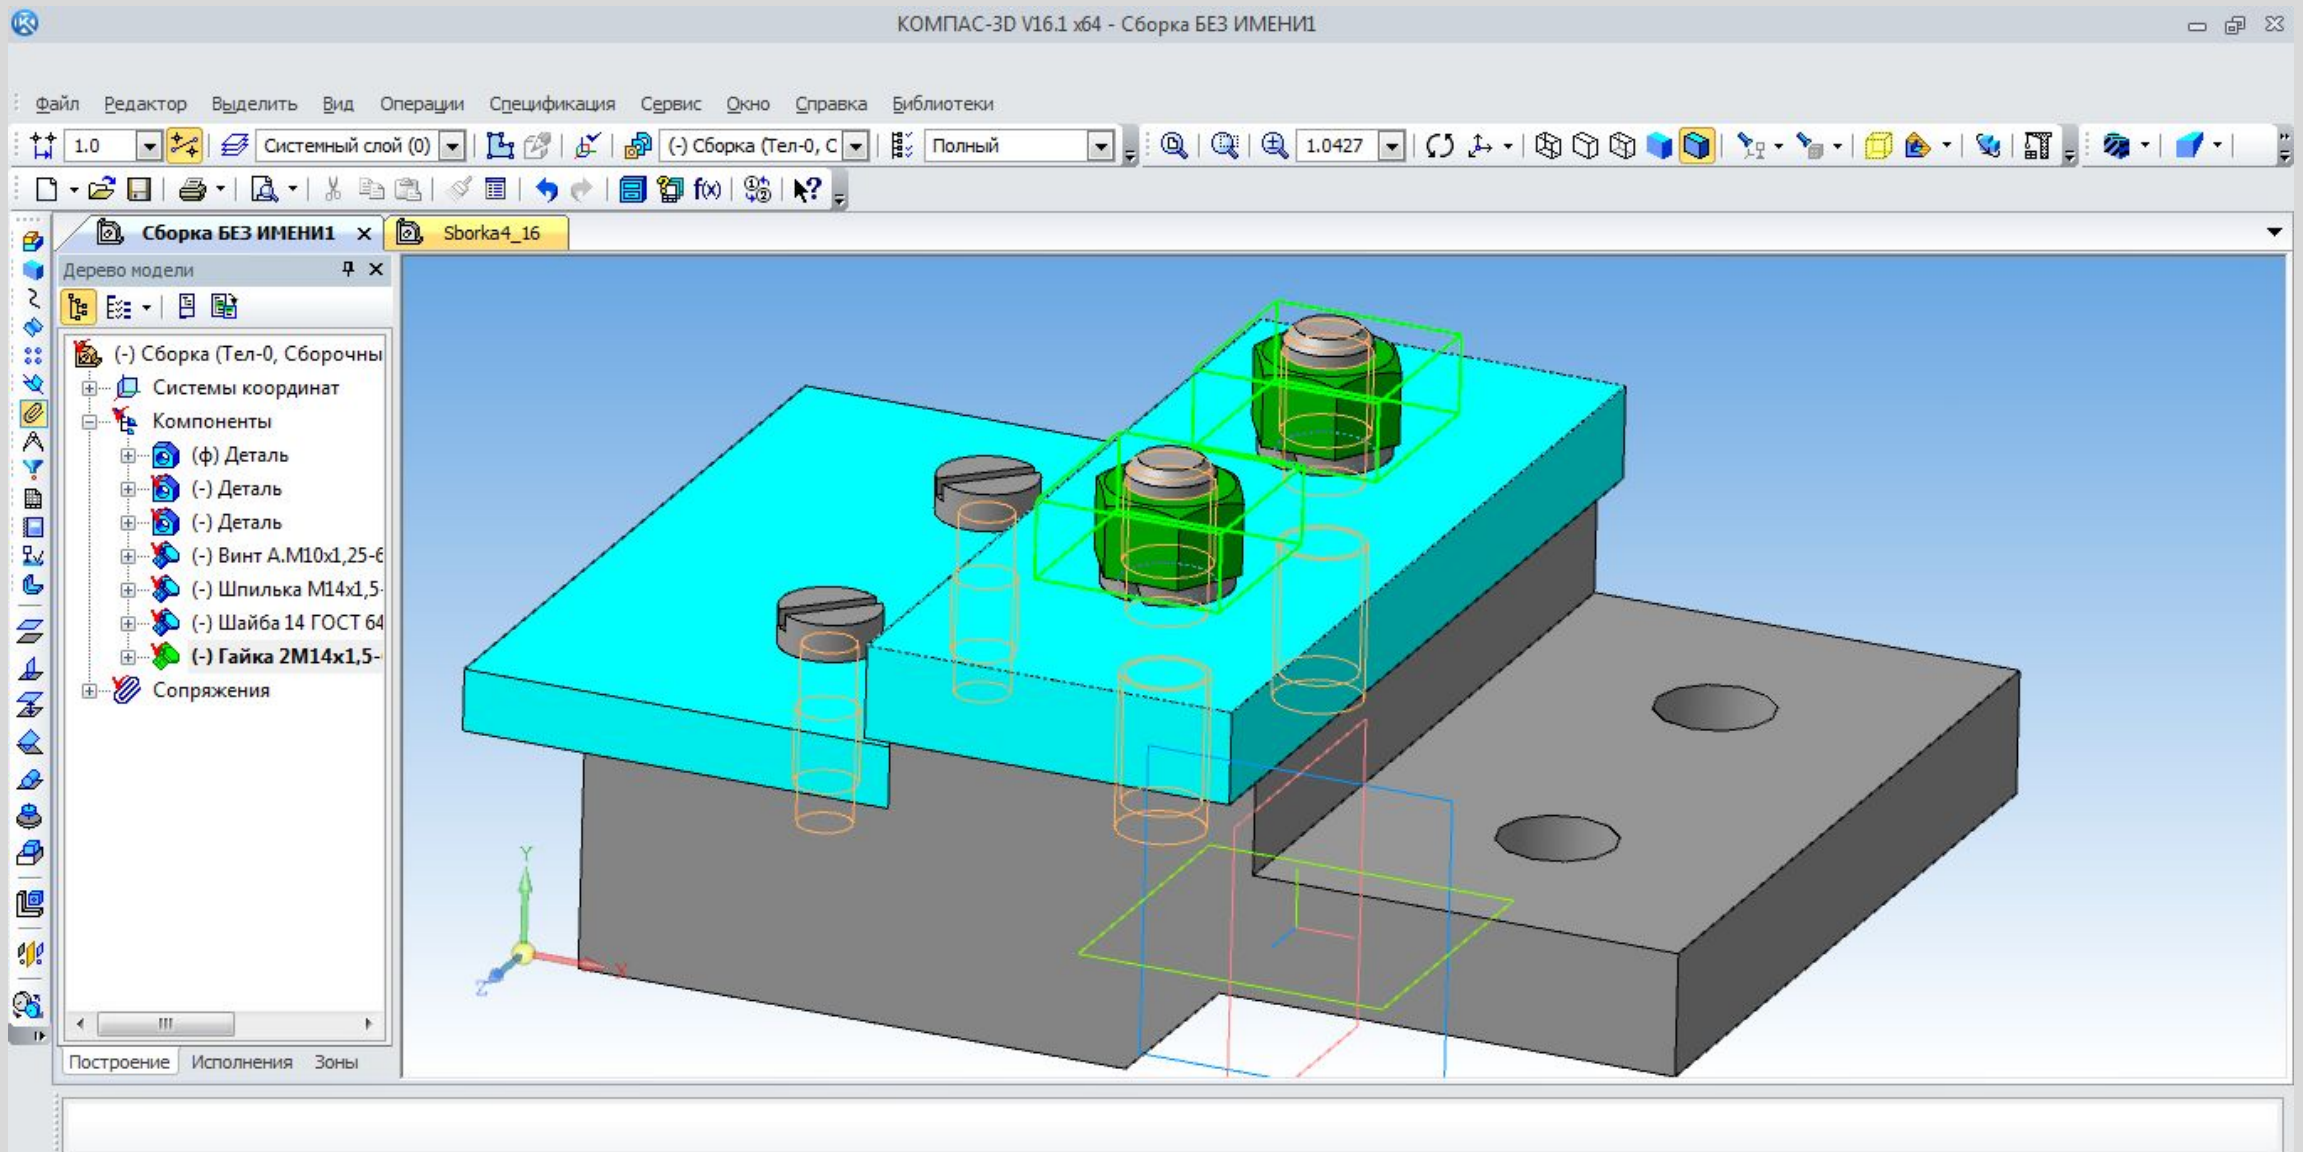 КОМПАС-3D V16.1 x64 - Сборка БЕЗ ИМЕНИ1
Файл Редактор Выделить Вид Операции Спецификация Сервис Окно Справка Библиотеки
1.0 Системный слой (0) (-) Сборка (Тел-0, С Полный 1.0427
f(x)
Сборка БЕЗ ИМЕНИ1 Sborka4_16
Дерево модели
(-) Сборка (Тел-0, Сборочны
Системы координат
Компоненты
(ф) Деталь
(-) Деталь
(-) Деталь
(-) Винт А.М10х1,25-6
(-) Шпилька М14х1,5-
(-) Шайба 14 ГОСТ 64
(-) Гайка 2М14х1,5-
Сопряжения
Y
X
Z
Построение Исполнения Зоны